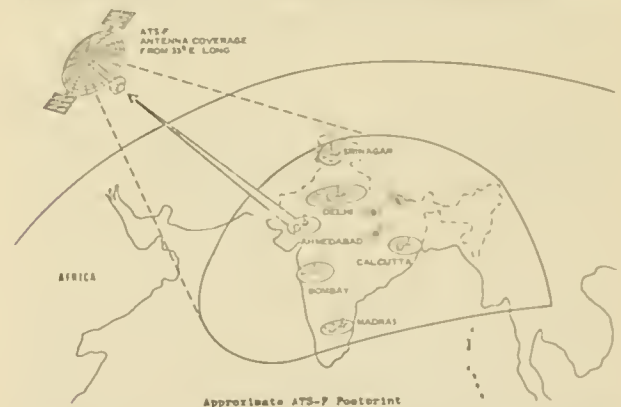 ATS-F
ANTENNA COVERAGE
FROM 33° E LONG
SRINAGAR
DELHI
AHMEDABAD
CALCUTTA
AFRICA
BOMBAY
MADRAS
Approximate ATS-F Footprint